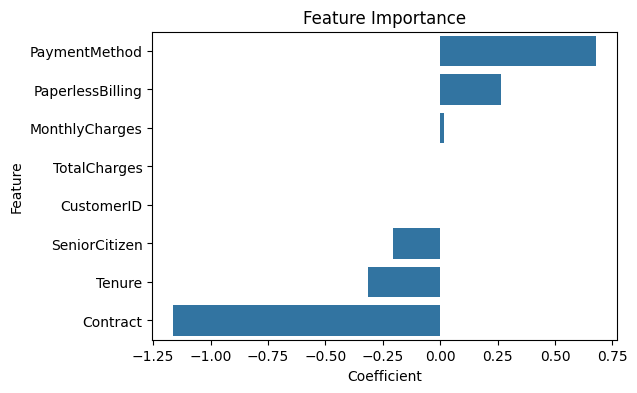 Feature Importance
PaymentMethod
PaperlessBilling
MonthlyCharges
TotalCharges
CustomerID
SeniorCitizen
Tenure
Contract
Feature
−1.25 −1.00 −0.75 −0.50 −0.25 0.00 0.25 0.50 0.75
Coefficient